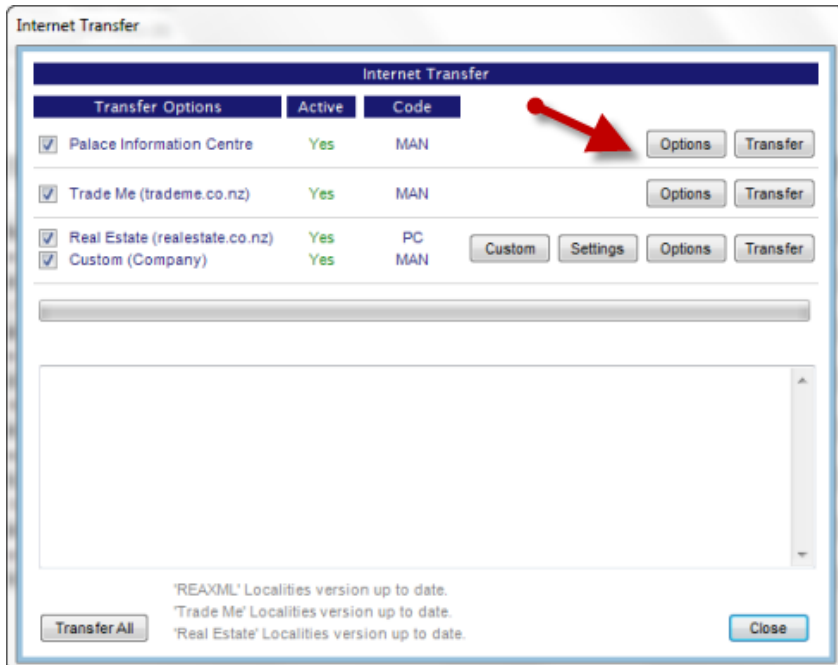 Internet Transfer
Internet Transfer
Transfer Options Active Code
Palace Information Centre Yes MAN Options Transfer
Trade Me (trademe.co.nz) Yes MAN Options Transfer
Real Estate (realestate.co.nz) Yes PC
Custom (Company) Yes MAN Custom Settings Options Transfer
'REAXML' Localities version up to date.
'Trade Me' Localities version up to date.
'Real Estate' Localities version up to date.
Transfer All Close